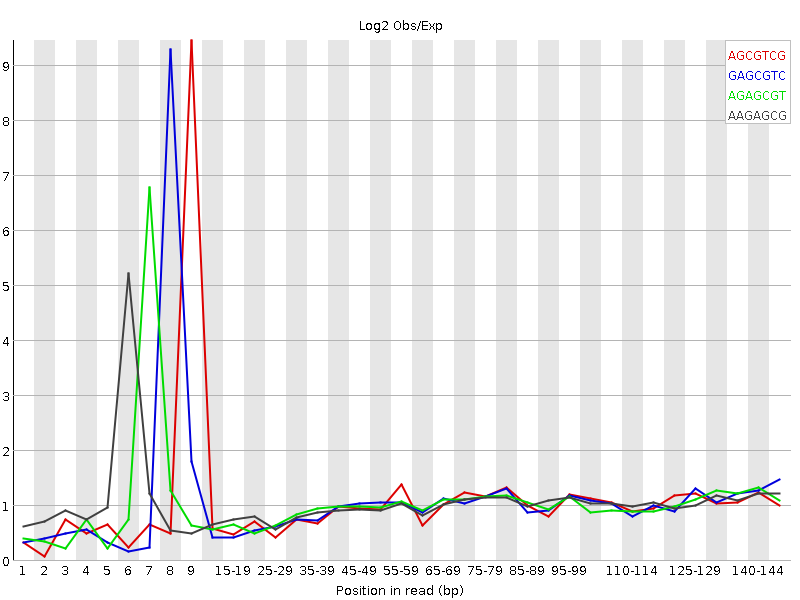 Log2 Obs/Exp
AGCGTCG
GAGCGTC
AGAGCGT
AAGAGCG
9
8
7
6
5
4
3
2
1
0
1 2 3 4 5 6 7 8 9 15-19 25-29 35-39 45-49 55-59 65-69 75-79 85-89 95-99 110-114 125-129 140-144
Position in read (bp)